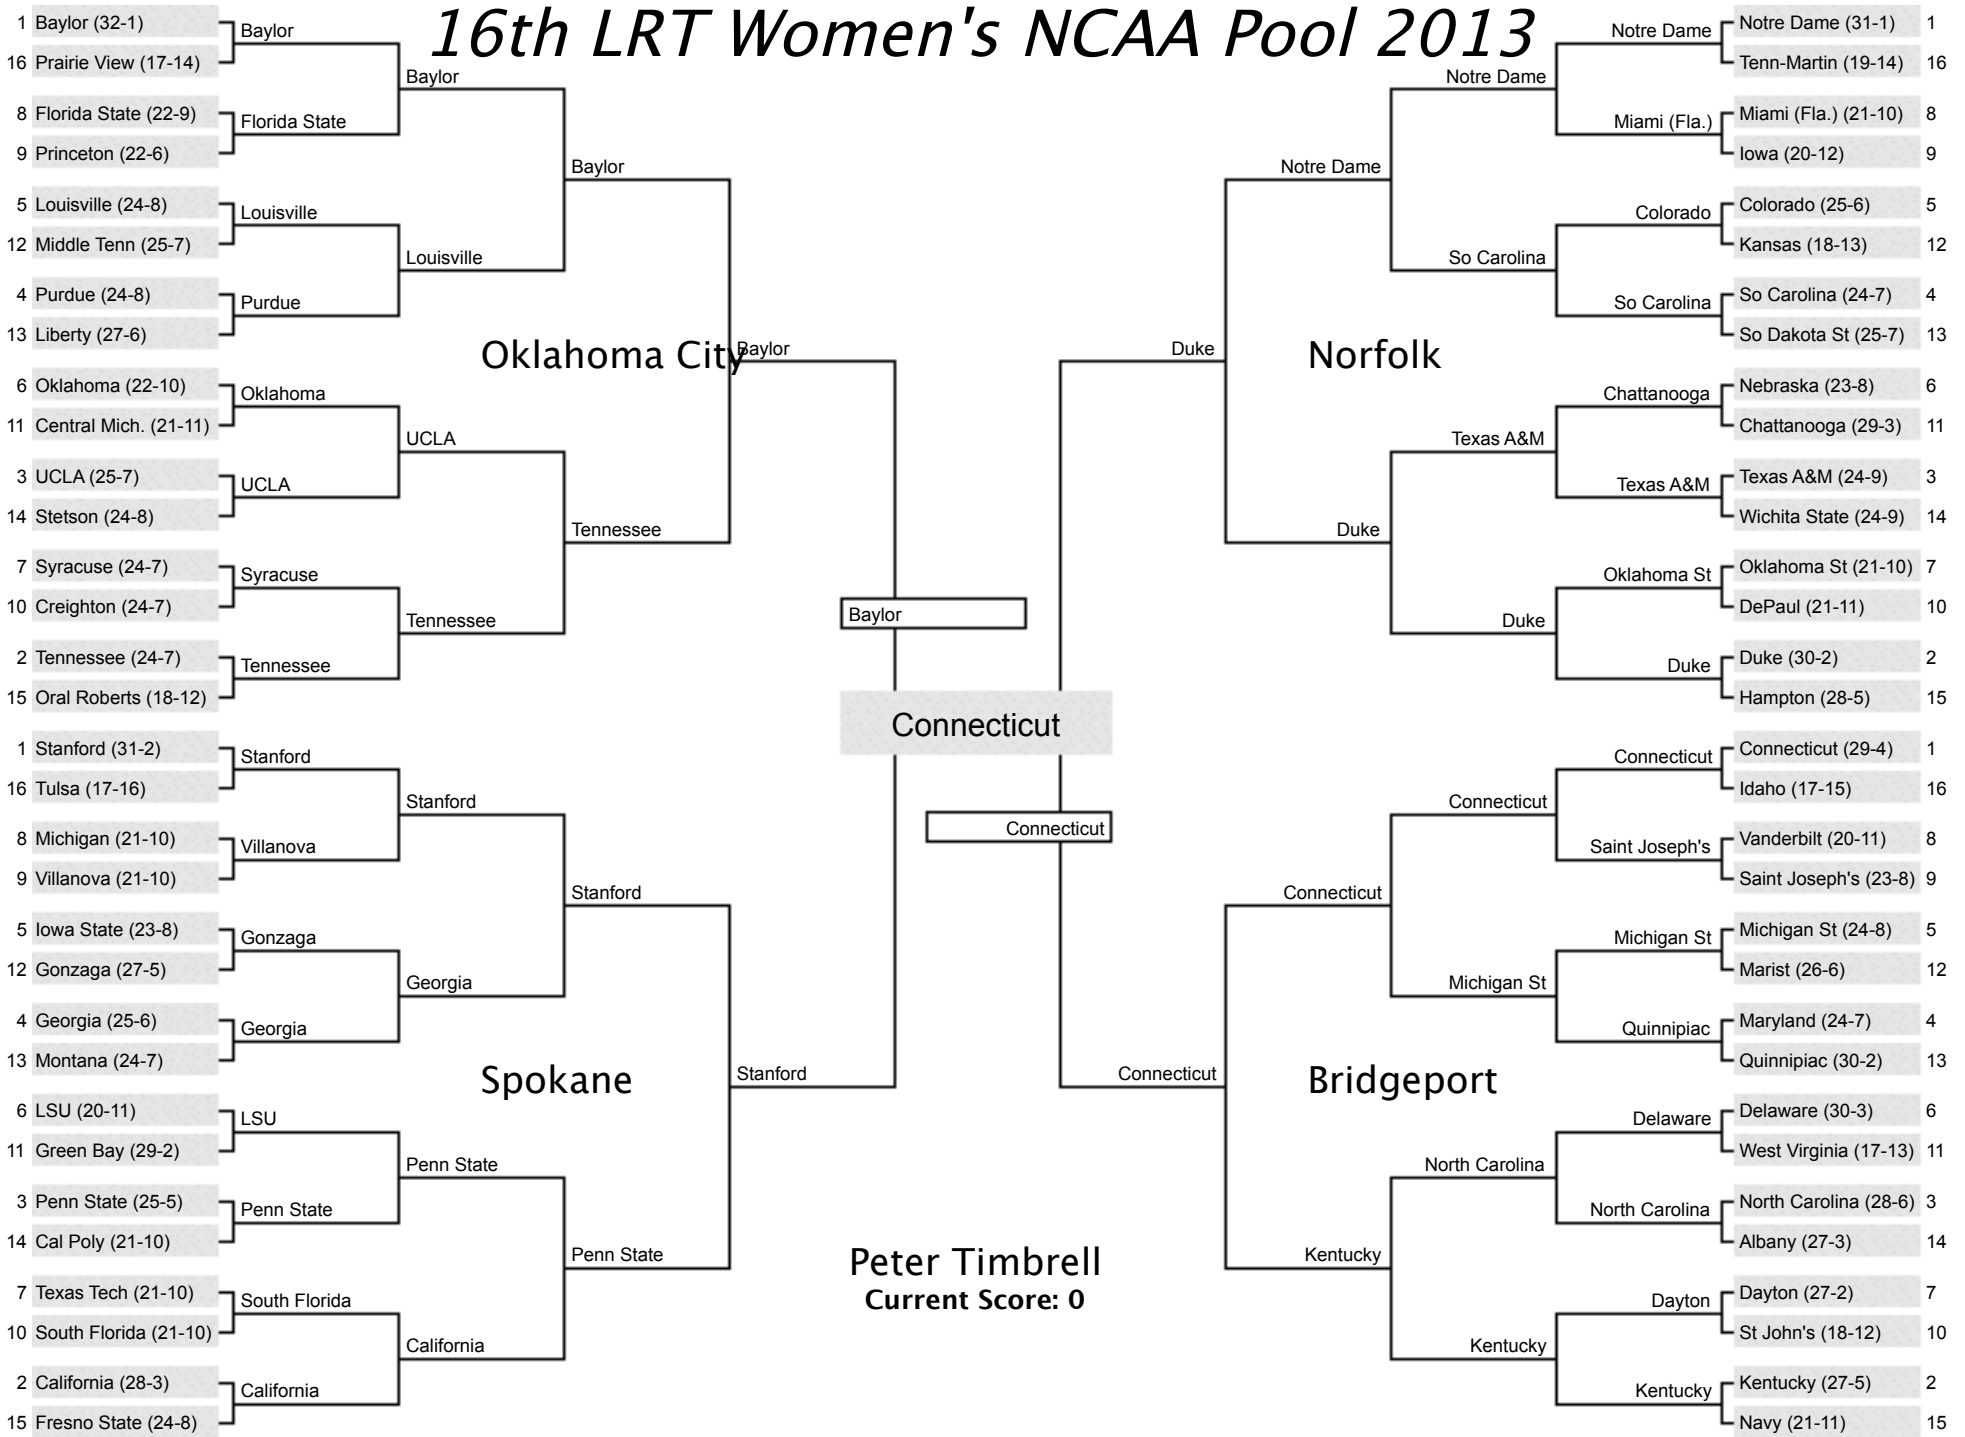 16th LRT Women's NCAA Pool 2013
1 Baylor (32-1)
16 Prairie View (17-14)
8 Florida State (22-9)
9 Princeton (22-6)
5 Louisville (24-8)
12 Middle Tenn (25-7)
4 Purdue (24-8)
13 Liberty (27-6)
6 Oklahoma (22-10)
11 Central Mich. (21-11)
3 UCLA (25-7)
14 Stetson (24-8)
7 Syracuse (24-7)
10 Creighton (24-7)
2 Tennessee (24-7)
15 Oral Roberts (18-12)
1 Stanford (31-2)
16 Tulsa (17-16)
8 Michigan (21-10)
9 Villanova (21-10)
5 Iowa State (23-8)
12 Gonzaga (27-5)
4 Georgia (25-6)
13 Montana (24-7)
6 LSU (20-11)
11 Green Bay (29-2)
3 Penn State (25-5)
14 Cal Poly (21-10)
7 Texas Tech (21-10)
10 South Florida (21-10)
2 California (28-3)
15 Fresno State (24-8)
Baylor
Florida State
Louisville
Purdue
Oklahoma
UCLA
Syracuse
Tennessee
Stanford
Villanova
Gonzaga
Georgia
LSU
Penn State
South Florida
California
Baylor
Louisville
UCLA
Tennessee
Stanford
Georgia
Penn State
California
Baylor
Tennessee
Stanford
Penn State
Oklahoma City
Spokane
Baylor
Stanford
Baylor
Connecticut
Connecticut
Peter Timbrell
Current Score: 0
Duke
Connecticut
Norfolk
Bridgeport
Notre Dame
Duke
Connecticut
Kentucky
Notre Dame
So Carolina
Texas A&M
Duke
Connecticut
Michigan St
North Carolina
Kentucky
Notre Dame
Miami (Fla.)
Colorado
So Carolina
Chattanooga
Texas A&M
Oklahoma St
Duke
Connecticut
Saint Joseph's
Michigan St
Quinnipiac
Delaware
North Carolina
Dayton
Kentucky
Notre Dame (31-1) 1
Tenn-Martin (19-14) 16
Miami (Fla.) (21-10) 8
Iowa (20-12) 9
Colorado (25-6) 5
Kansas (18-13) 12
So Carolina (24-7) 4
So Dakota St (25-7) 13
Nebraska (23-8) 6
Chattanooga (29-3) 11
Texas A&M (24-9) 3
Wichita State (24-9) 14
Oklahoma St (21-10) 7
DePaul (21-11) 10
Duke (30-2) 2
Hampton (28-5) 15
Connecticut (29-4) 1
Idaho (17-15) 16
Vanderbilt (20-11) 8
Saint Joseph's (23-8) 9
Michigan St (24-8) 5
Marist (26-6) 12
Maryland (24-7) 4
Quinnipiac (30-2) 13
Delaware (30-3) 6
West Virginia (17-13) 11
North Carolina (28-6) 3
Albany (27-3) 14
Dayton (27-2) 7
St John's (18-12) 10
Kentucky (27-5) 2
Navy (21-11) 15